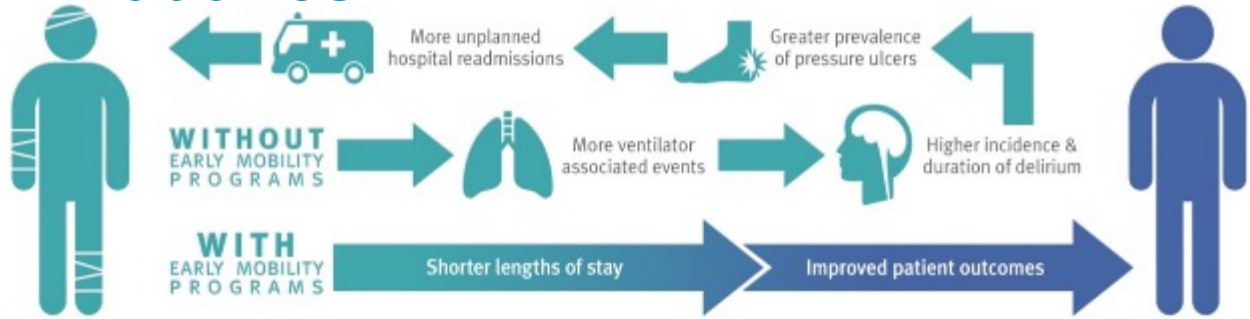 More unplanned
hospital readmissions
Greater prevalence
of pressure ulcers
WITHOUT
EARLY MOBILITY
PROGRAMS
More ventilator
associated events
Higher incidence &
duration of delirium
WITH
EARLY MOBILITY
PROGRAMS
Shorter lengths of stay
Improved patient outcomes